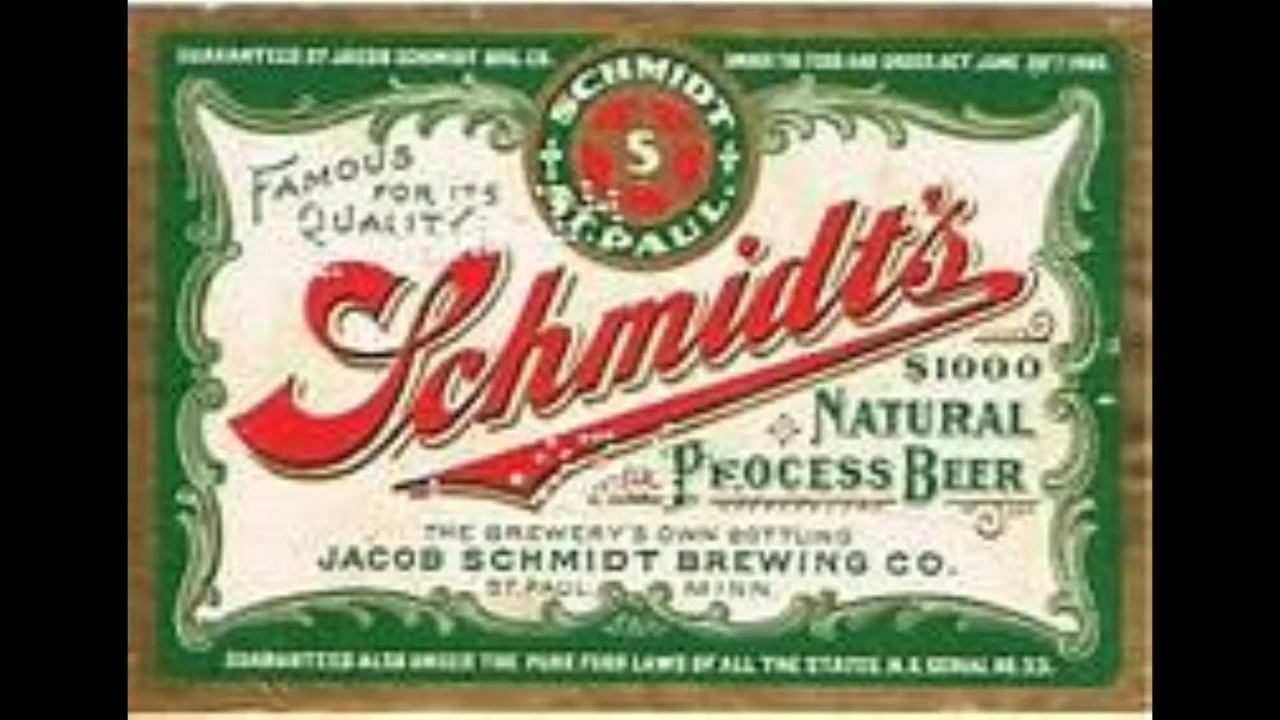 GUARANTEED BY JACOB SCHMIDT BRG. CO.
UNDER THE FOOD AND DRUGS ACT JUNE 30TH 1906.
SCHMIDT
S
ST. PAUL.
FAMOUS
FOR ITS
QUALITY.
Schmidt's
$1000
NATURAL
PROCESS BEER
THE BREWERY'S OWN BOTTLING
JACOB SCHMIDT BREWING CO.
ST. PAUL. MINN.
GUARANTEED ALSO UNDER THE PURE FOOD LAWS OF ALL THE STATES